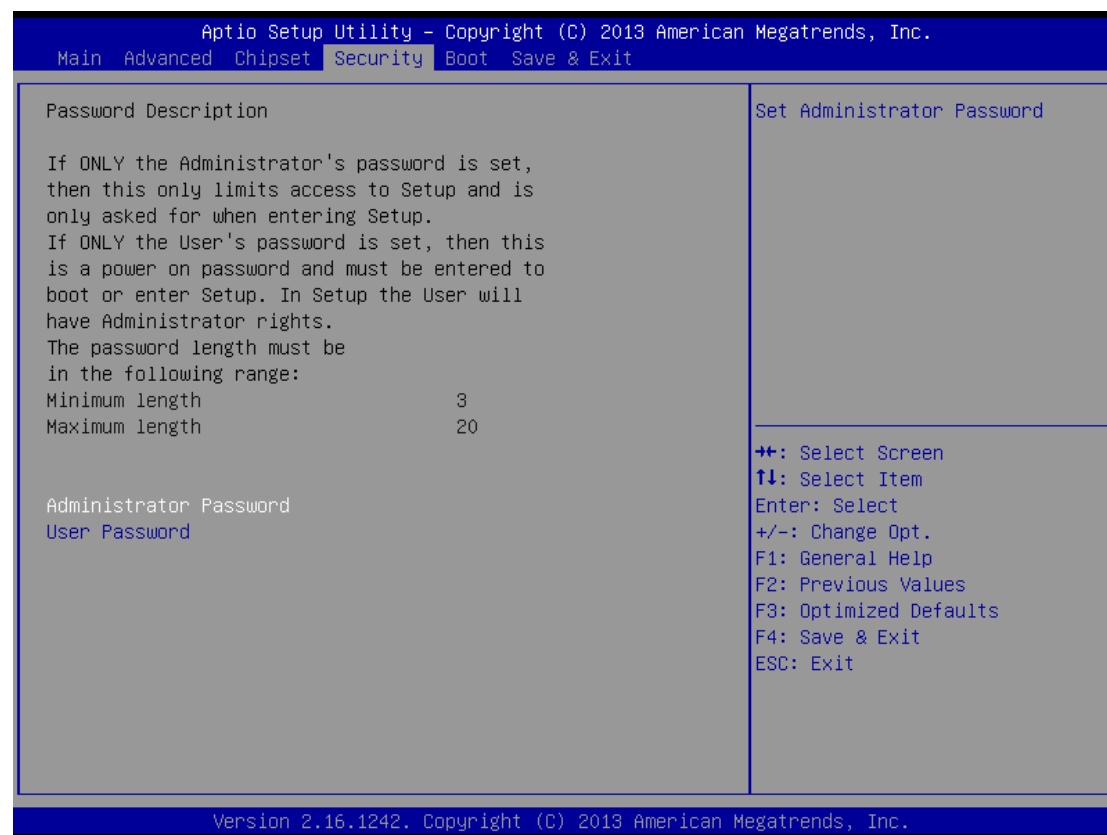 Aptio Setup Utility – Copyright (C) 2013 American Megatrends, Inc.
Main Advanced Chipset Security Boot Save & Exit
Password Description
If ONLY the Administrator's password is set,
then this only limits access to Setup and is
only asked for when entering Setup.
If ONLY the User's password is set, then this
is a power on password and must be entered to
boot or enter Setup. In Setup the User will
have Administrator rights.
The password length must be
in the following range:
Minimum length 3
Maximum length 20
Administrator Password
User Password
Set Administrator Password
→←: Select Screen
↑↓: Select Item
Enter: Select
+/-: Change Opt.
F1: General Help
F2: Previous Values
F3: Optimized Defaults
F4: Save & Exit
ESC: Exit
Version 2.16.1242. Copyright (C) 2013 American Megatrends, Inc.